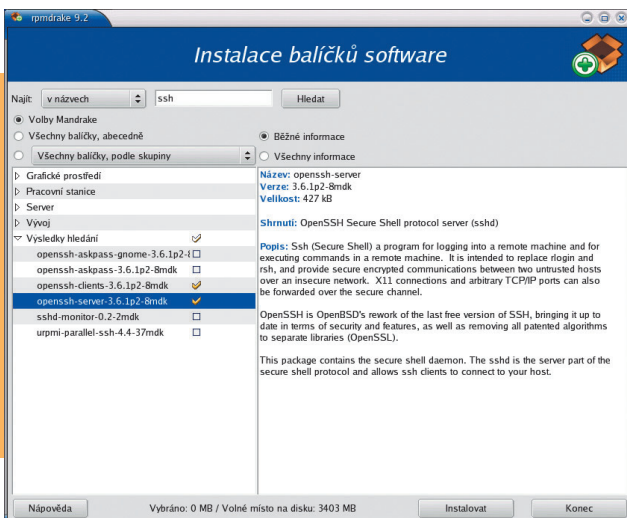 rpmdrake 9.2
Instalace balíčků software
Najít: v názvech ssh Hledat
Volby Mandrake
Všechny balíčky, abecedně
Všechny balíčky, podle skupiny
Běžné informace
Všechny informace
Grafické prostředí
Pracovní stanice
Server
Vývoj
Výsledky hledání
openssh-askpass-gnome-3.6.1p2-8
openssh-askpass-3.6.1p2-8mdk
openssh-clients-3.6.1p2-8mdk
openssh-server-3.6.1p2-8mdk
sshd-monitor-0.2-2mdk
urpmi-parallel-ssh-4.4-37mdk
Název: openssh-server
Verze: 3.6.1p2-8mdk
Velikost: 427 kB
Shrnutí: OpenSSH Secure Shell protocol server (sshd)
Popis: Ssh (Secure Shell) a program for logging into a remote machine and for
executing commands in a remote machine. It is intended to replace rlogin and
rsh, and provide secure encrypted communications between two untrusted hosts
over an insecure network. X11 connections and arbitrary TCP/IP ports can also
be forwarded over the secure channel.
OpenSSH is OpenBSD's rework of the last free version of SSH, bringing it up to
date in terms of security and features, as well as removing all patented algorithms
to separate libraries (OpenSSL).
This package contains the secure shell daemon. The sshd is the server part of the
secure shell protocol and allows ssh clients to connect to your host.
Nápověda Vybráno: 0 MB / Volné místo na disku: 3403 MB Instalovat Konec